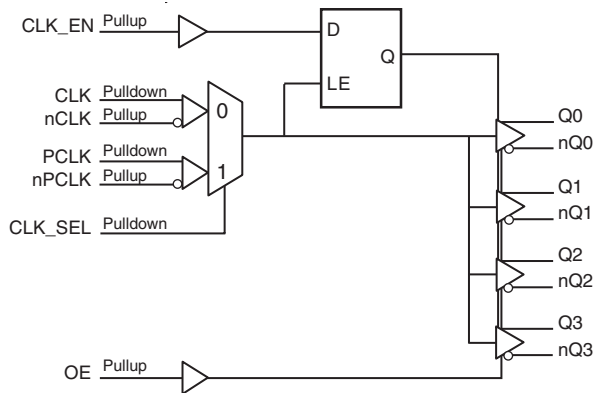 CLK_EN Pullup
D
Q
LE
CLK Pulldown
nCLK Pullup
0
PCLK Pulldown
nPCLK Pullup
1
CLK_SEL Pulldown
Q0
nQ0
Q1
nQ1
Q2
nQ2
Q3
nQ3
OE Pullup